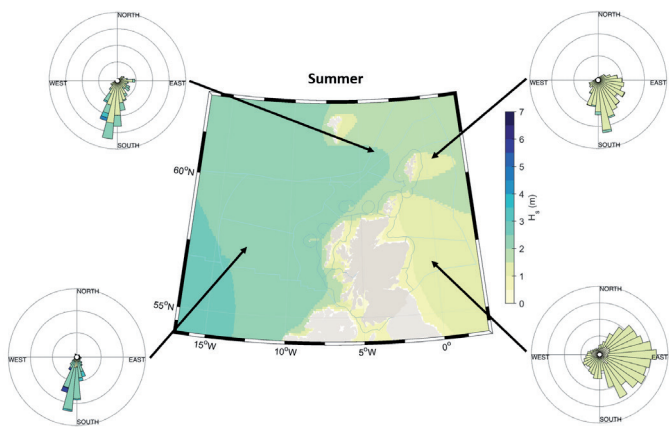 NORTH
WEST
EAST
SOUTH
NORTH
WEST
EAST
SOUTH
Summer
60°N
55°N
15°W
10°W
5°W
0°
7
6
5
4
3
2
1
0
Hs (m)
NORTH
WEST
EAST
SOUTH
NORTH
WEST
EAST
SOUTH